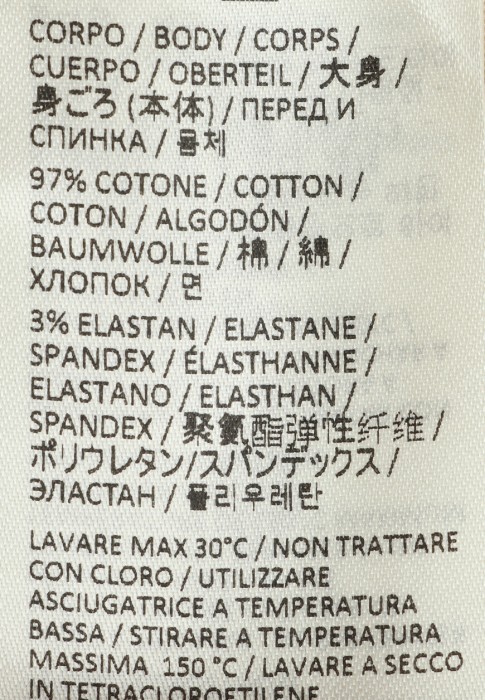 CORPO / BODY / CORPS /
CUERPO / OBERTEIL / 大身 /
身ごろ (本体) / ПЕРЕД И
СПИНКА / 몸체
97% COTONE / COTTON /
COTON / ALGODÓN /
BAUMWOLLE / 棉 / 綿 /
ХЛОПОК / 면
3% ELASTAN / ELASTANE /
SPANDEX / ÉLASTHANNE /
ELASTANO / ELASTHAN /
SPANDEX / 聚氨酯弹性纤维 /
ポリウレタン/スパンデックス /
ЭЛАСТАН / 폴리우레탄
LAVARE MAX 30°C / NON TRATTARE
CON CLORO / UTILIZZARE
ASCIUGATRICE A TEMPERATURA
BASSA / STIRARE A TEMPERATURA
MASSIMA 150 °C / LAVARE A SECCO
IN TETRACLOROETILENE